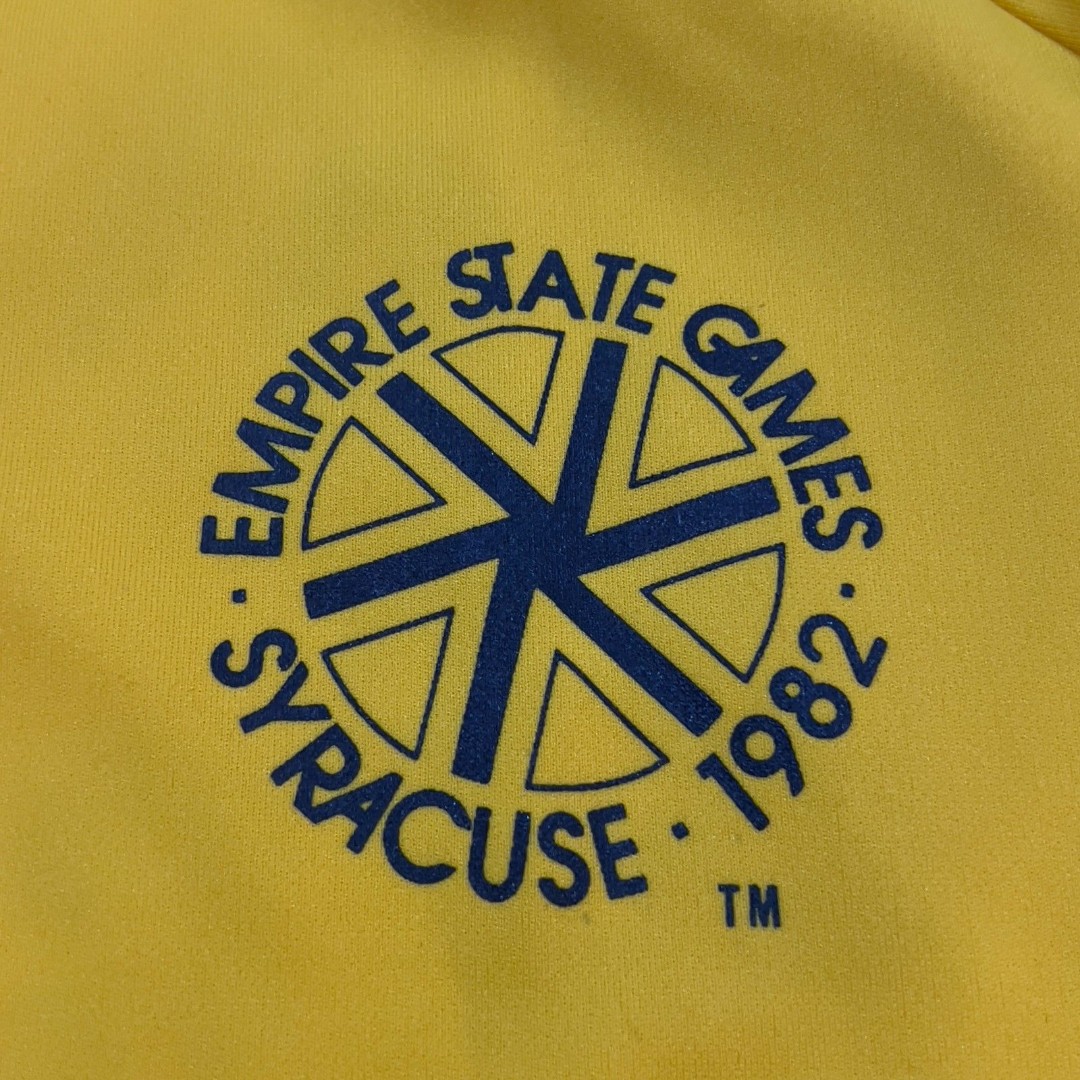 · EMPIRE STATE GAMES ·
SYRACUSE · 1982
TM